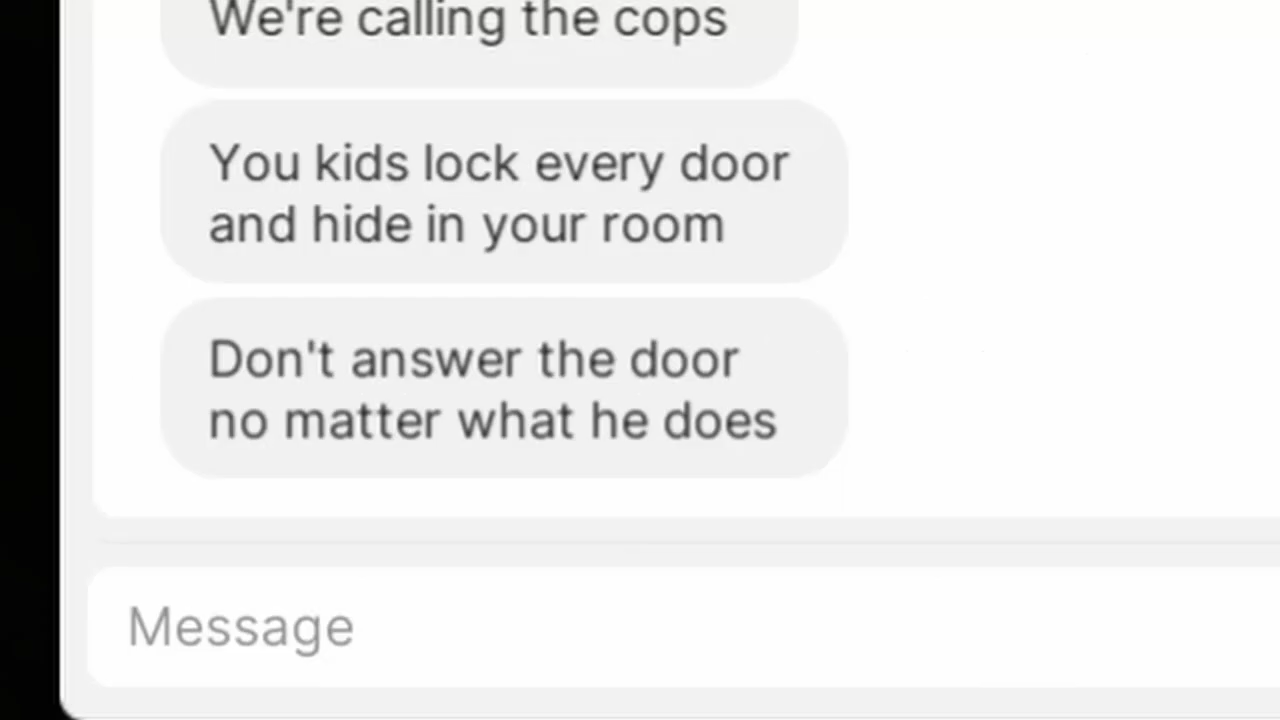 We're calling the cops
You kids lock every door
and hide in your room
Don't answer the door
no matter what he does
Message